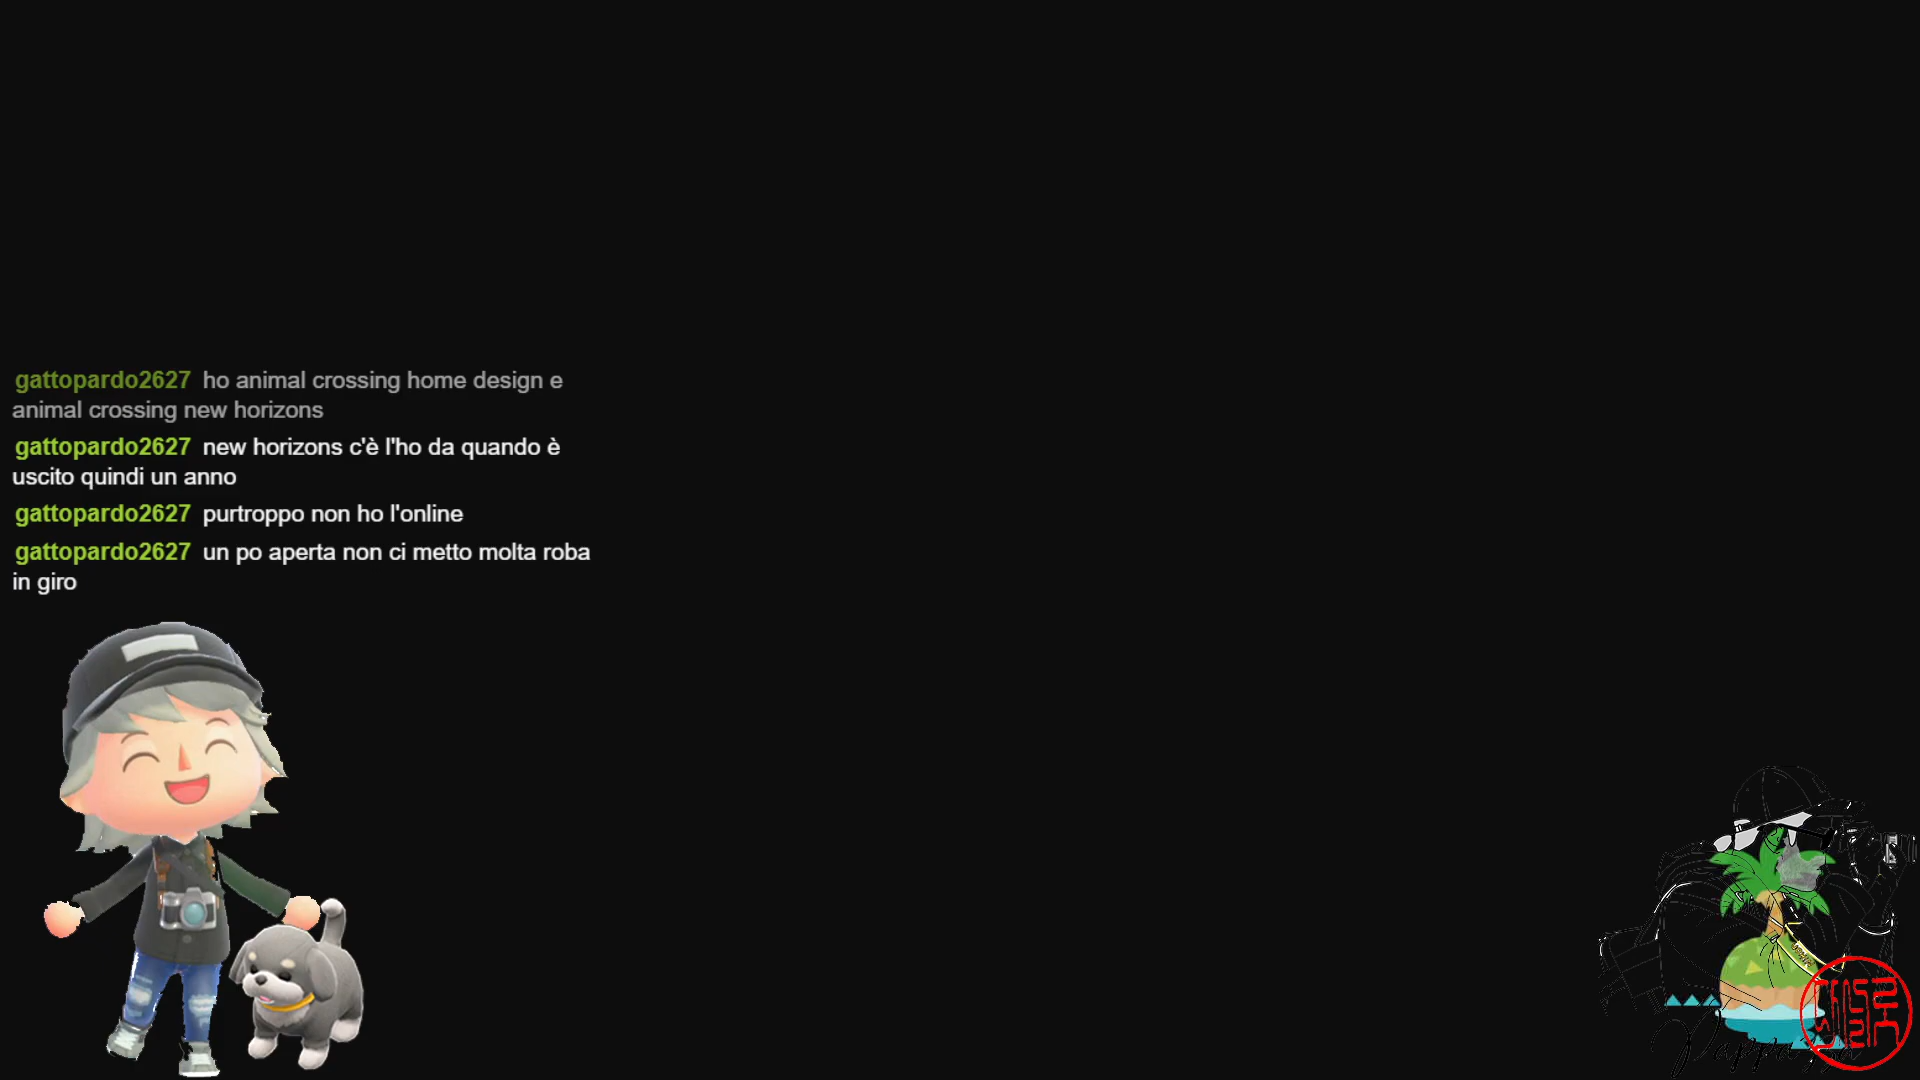 gattopardo2627 ho animal crossing home design e
animal crossing new horizons
gattopardo2627 new horizons c'è l'ho da quando è
uscito quindi un anno
gattopardo2627 purtroppo non ho l'online
gattopardo2627 un po aperta non ci metto molta roba
in giro